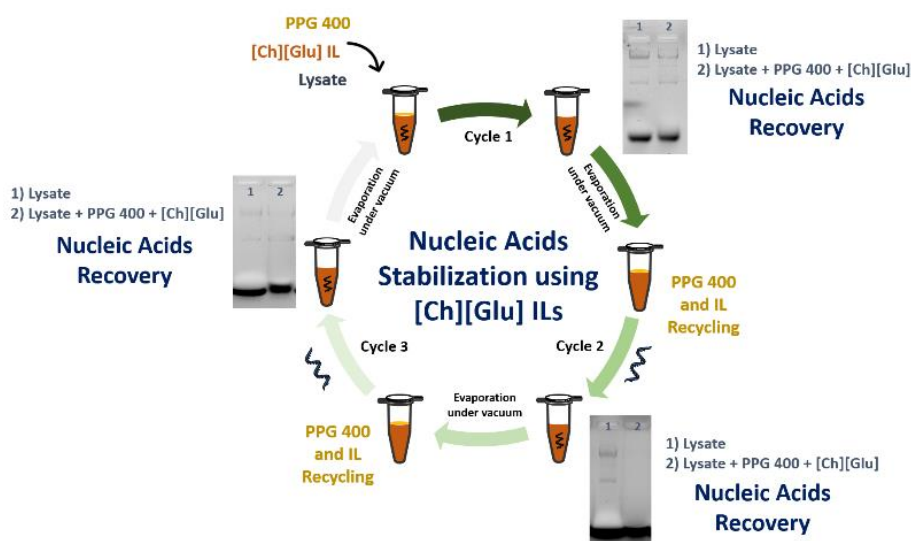 PPG 400
[Ch][Glu] IL
Lysate
Cycle 1
1 2
1) Lysate
2) Lysate + PPG 400 + [Ch][Glu]
Nucleic Acids
Recovery
Evaporation
under vacuum
PPG 400
and IL
Recycling
Cycle 2
1 2
1) Lysate
2) Lysate + PPG 400 + [Ch][Glu]
Nucleic Acids
Recovery
Evaporation
under vacuum
PPG 400
and IL
Recycling
Cycle 3
1 2
1) Lysate
2) Lysate + PPG 400 + [Ch][Glu]
Nucleic Acids
Recovery
Evaporation
under vacuum
Nucleic Acids
Stabilization using
[Ch][Glu] ILs